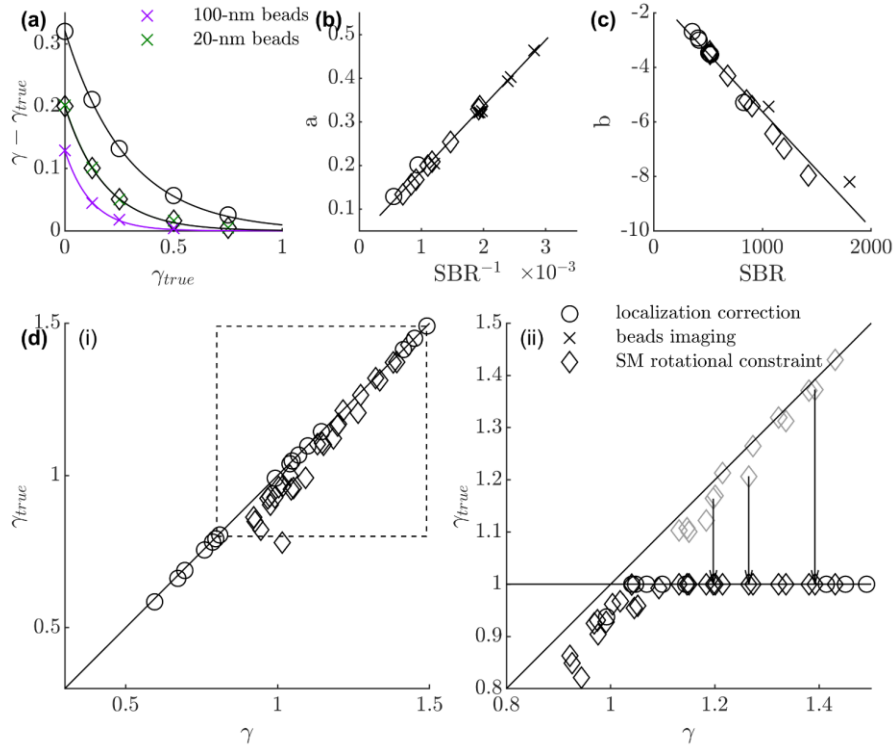 (a)
100-nm beads
20-nm beads
γ − γtrue
0.3
0.2
0.1
0
0
0.5
1
γtrue
(b)
a
0.5
0.4
0.3
0.2
0.1
0
1
2
3
SBR⁻¹
×10⁻³
(c)
b
-2
-4
-6
-8
-10
0
1000
2000
SBR
(d)
(i)
γtrue
1.5
1
0.5
0.5
1
1.5
γ
(ii)
localization correction
beads imaging
SM rotational constraint
γtrue
1.5
1.4
1.3
1.2
1.1
1
0.9
0.8
0.8
1
1.2
1.4
γ